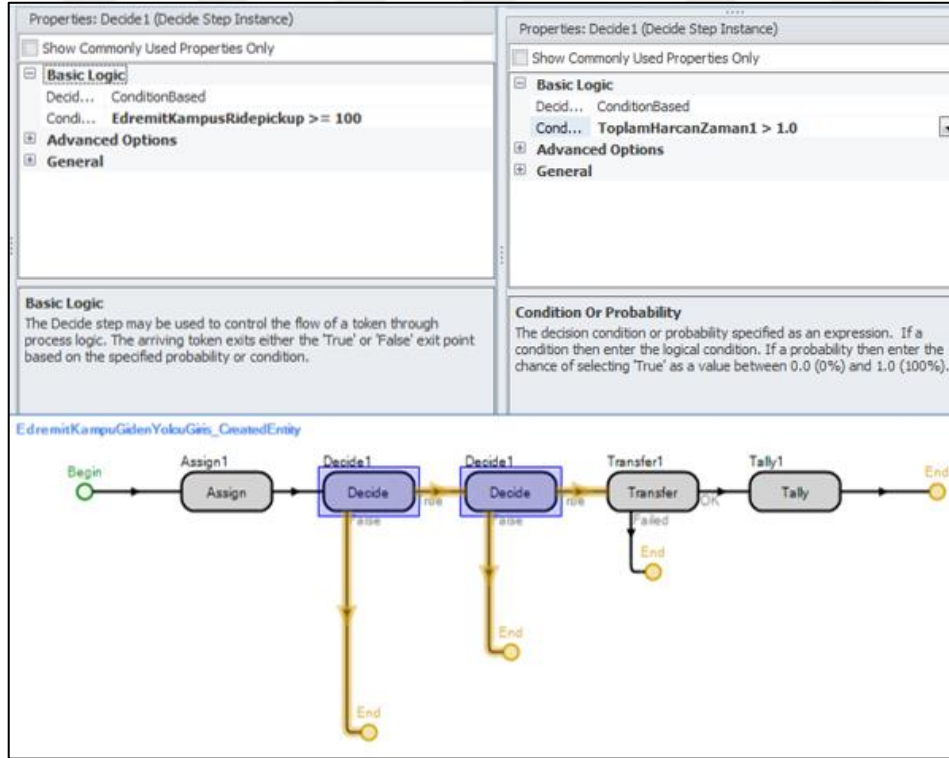 Properties: Decide1 (Decide Step Instance)
Show Commonly Used Properties Only
Basic Logic
Decid... ConditionBased
Condi... EdremitKampusRidepickup >= 100
Advanced Options
General
Basic Logic
The Decide step may be used to control the flow of a token through
process logic. The arriving token exits either the 'True' or 'False' exit point
based on the specified probability or condition.
Properties: Decide1 (Decide Step Instance)
Show Commonly Used Properties Only
Basic Logic
Decid... ConditionBased
Cond... ToplamHarcanZaman1 > 1.0
Advanced Options
General
Condition Or Probability
The decision condition or probability specified as an expression. If a
condition then enter the logical condition. If a probability then enter the
chance of selecting 'True' as a value between 0.0 (0%) and 1.0 (100%).
EdremitKampuGidenYolcuGiris_CreatedEntity
Begin
Assign1
Assign
Decide1
Decide
True
False
End
Decide1
Decide
True
False
End
Transfer1
Transfer
OK
Failed
End
Tally1
Tally
End